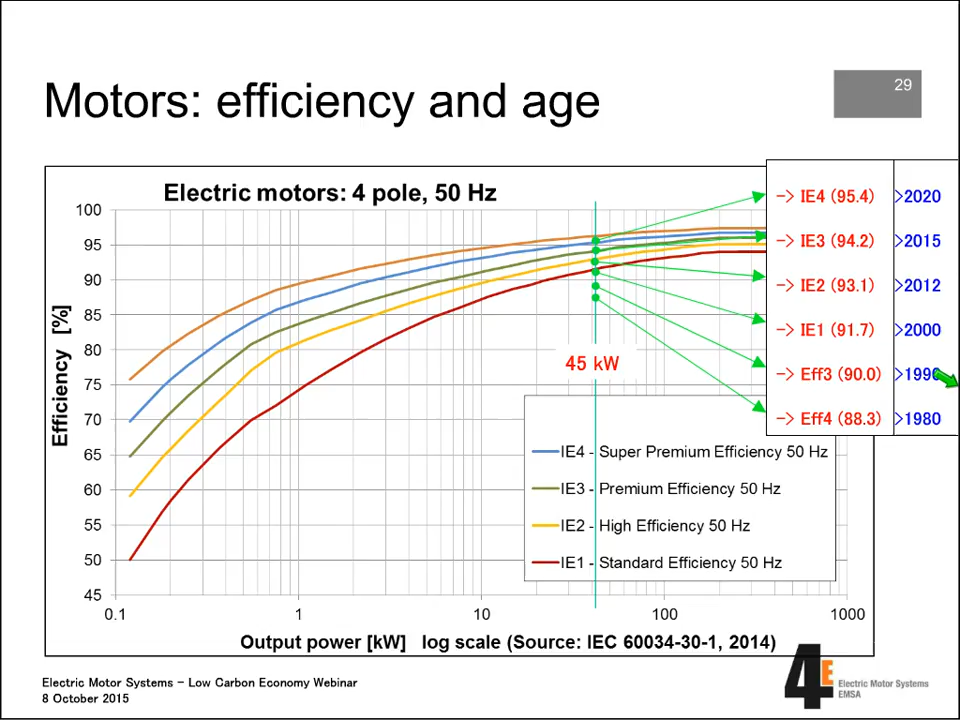 Motors: efficiency and age
29
Electric motors: 4 pole, 50 Hz
Efficiency [%]
100
95
90
85
80
75
70
65
60
55
50
45
0.1 1 10 100 1000
Output power [kW] log scale (Source: IEC 60034-30-1, 2014)
45 kW
-> IE4 (95.4) >2020
-> IE3 (94.2) >2015
-> IE2 (93.1) >2012
-> IE1 (91.7) >2000
-> Eff3 (90.0) >1990
-> Eff4 (88.3) >1980
IE4 - Super Premium Efficiency 50 Hz
IE3 - Premium Efficiency 50 Hz
IE2 - High Efficiency 50 Hz
IE1 - Standard Efficiency 50 Hz
Electric Motor Systems - Low Carbon Economy Webinar
8 October 2015
4E
Electric Motor Systems
EMSA